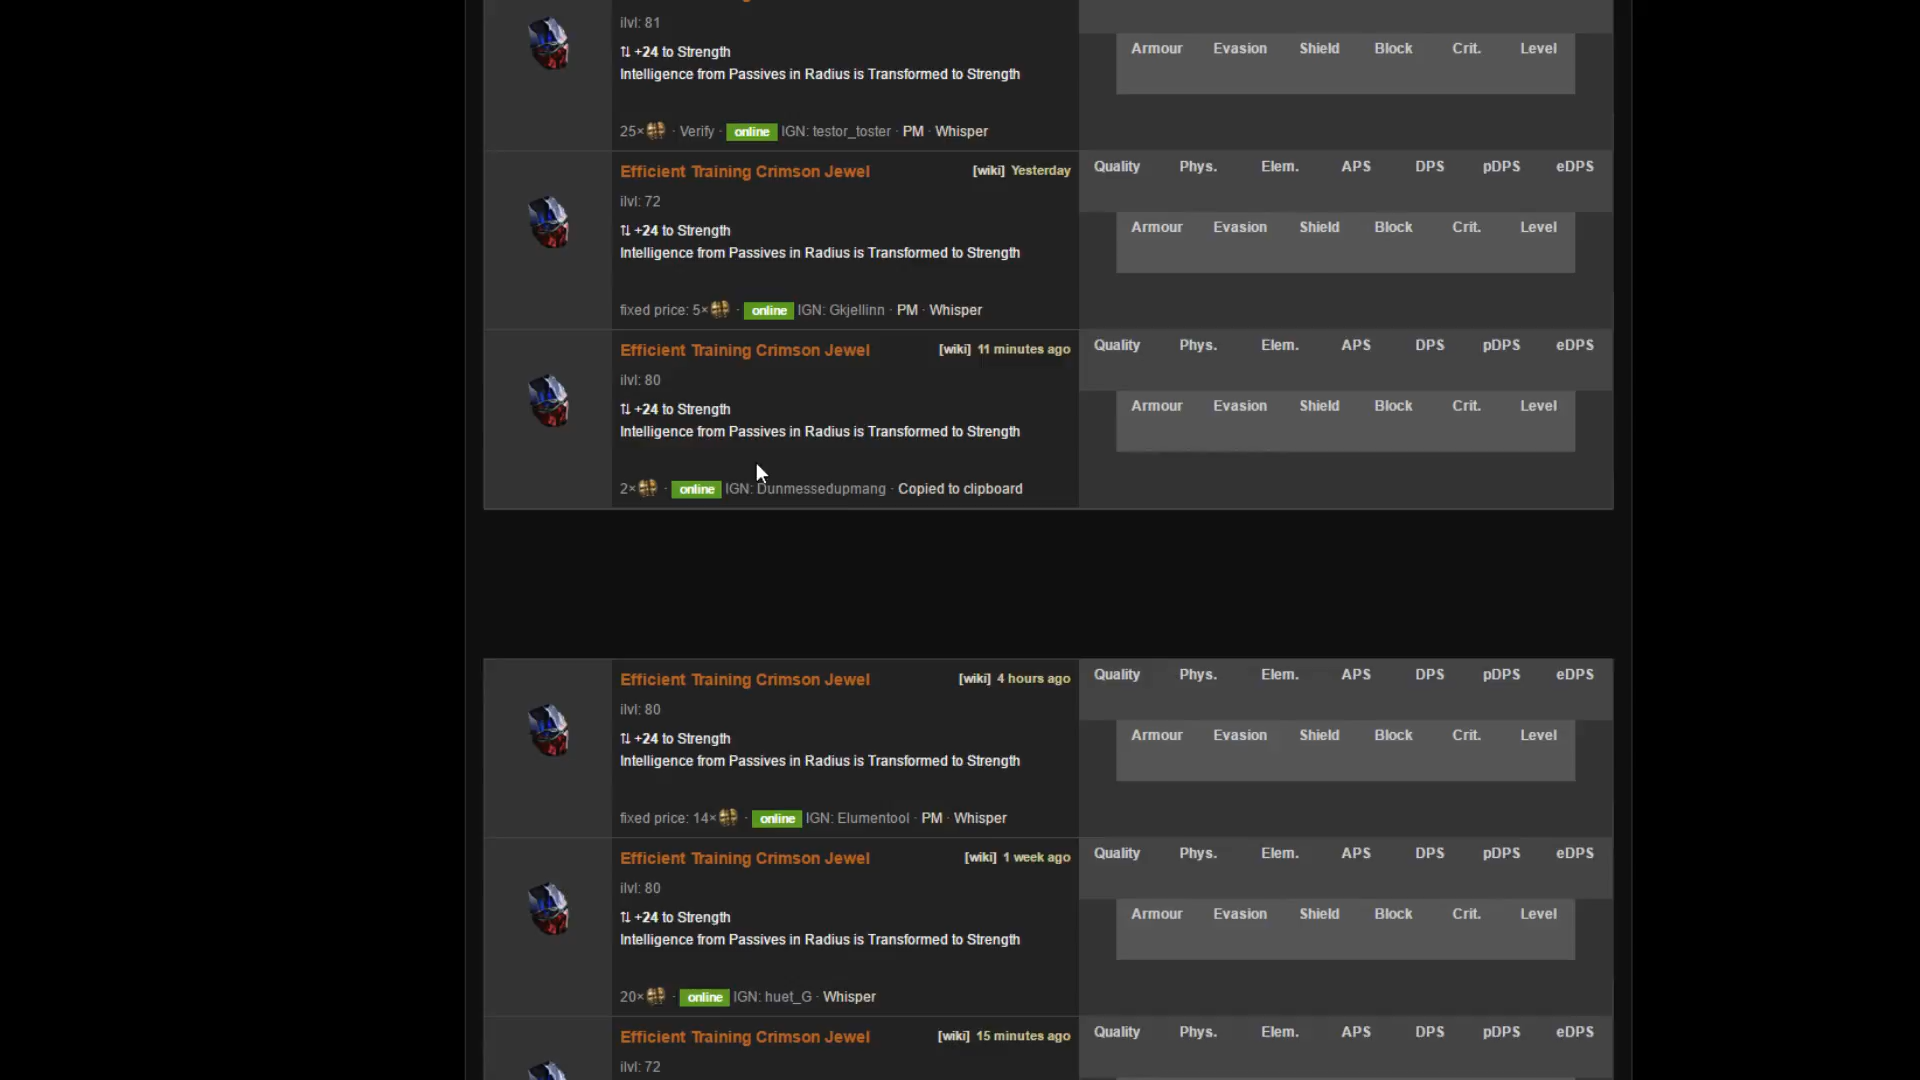 ilvl: 81
⇅ +24 to Strength
Intelligence from Passives in Radius is Transformed to Strength
25× · Verify · online IGN: testor_toster · PM · Whisper
Armour Evasion Shield Block Crit. Level
Efficient Training Crimson Jewel [wiki] Yesterday
ilvl: 72
⇅ +24 to Strength
Intelligence from Passives in Radius is Transformed to Strength
fixed price: 5× · online IGN: Gkjellinn · PM · Whisper
Quality Phys. Elem. APS DPS pDPS eDPS
Armour Evasion Shield Block Crit. Level
Efficient Training Crimson Jewel [wiki] 11 minutes ago
ilvl: 80
⇅ +24 to Strength
Intelligence from Passives in Radius is Transformed to Strength
2× · online IGN: Dunmessedupmang · Copied to clipboard
Quality Phys. Elem. APS DPS pDPS eDPS
Armour Evasion Shield Block Crit. Level
Efficient Training Crimson Jewel [wiki] 4 hours ago
ilvl: 80
⇅ +24 to Strength
Intelligence from Passives in Radius is Transformed to Strength
fixed price: 14× · online IGN: Elumentool · PM · Whisper
Quality Phys. Elem. APS DPS pDPS eDPS
Armour Evasion Shield Block Crit. Level
Efficient Training Crimson Jewel [wiki] 1 week ago
ilvl: 80
⇅ +24 to Strength
Intelligence from Passives in Radius is Transformed to Strength
20× · online IGN: huet_G · Whisper
Quality Phys. Elem. APS DPS pDPS eDPS
Armour Evasion Shield Block Crit. Level
Efficient Training Crimson Jewel [wiki] 15 minutes ago
ilvl: 72
Quality Phys. Elem. APS DPS pDPS eDPS